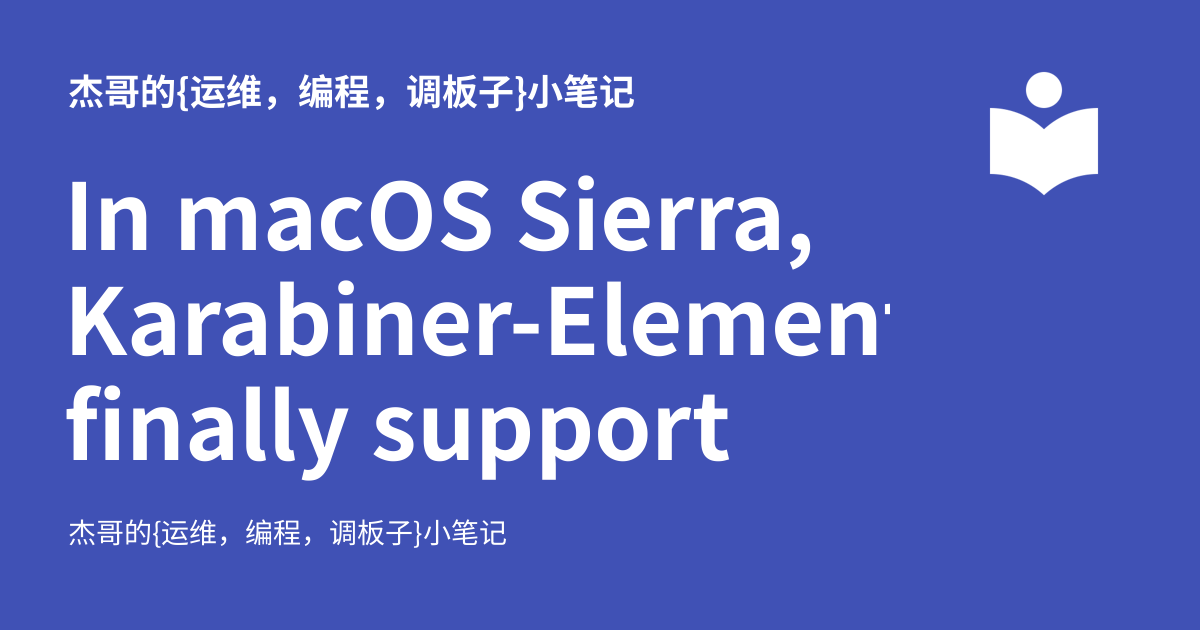 杰哥的{运维，编程，调板子}小笔记
In macOS Sierra,
Karabiner-Element
finally support
杰哥的{运维，编程，调板子}小笔记